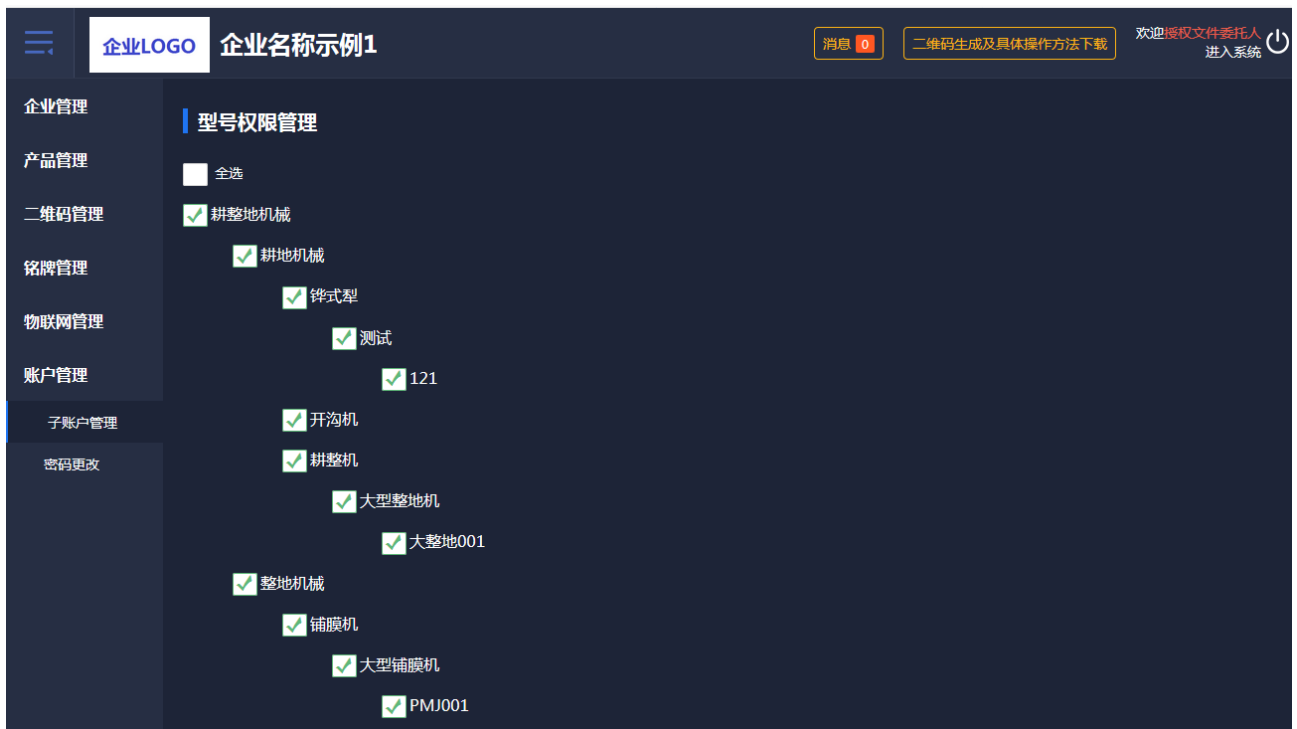 企业LOGO
企业名称示例1
消息 0
二维码生成及具体操作方法下载
欢迎授权文件委托人
进入系统
企业管理
产品管理
二维码管理
铭牌管理
物联网管理
账户管理
子账户管理
密码更改
型号权限管理
全选
耕整地机械
耕地机械
铧式犁
测试
121
开沟机
耕整机
大型整地机
大整地001
整地机械
铺膜机
大型铺膜机
PMJ001